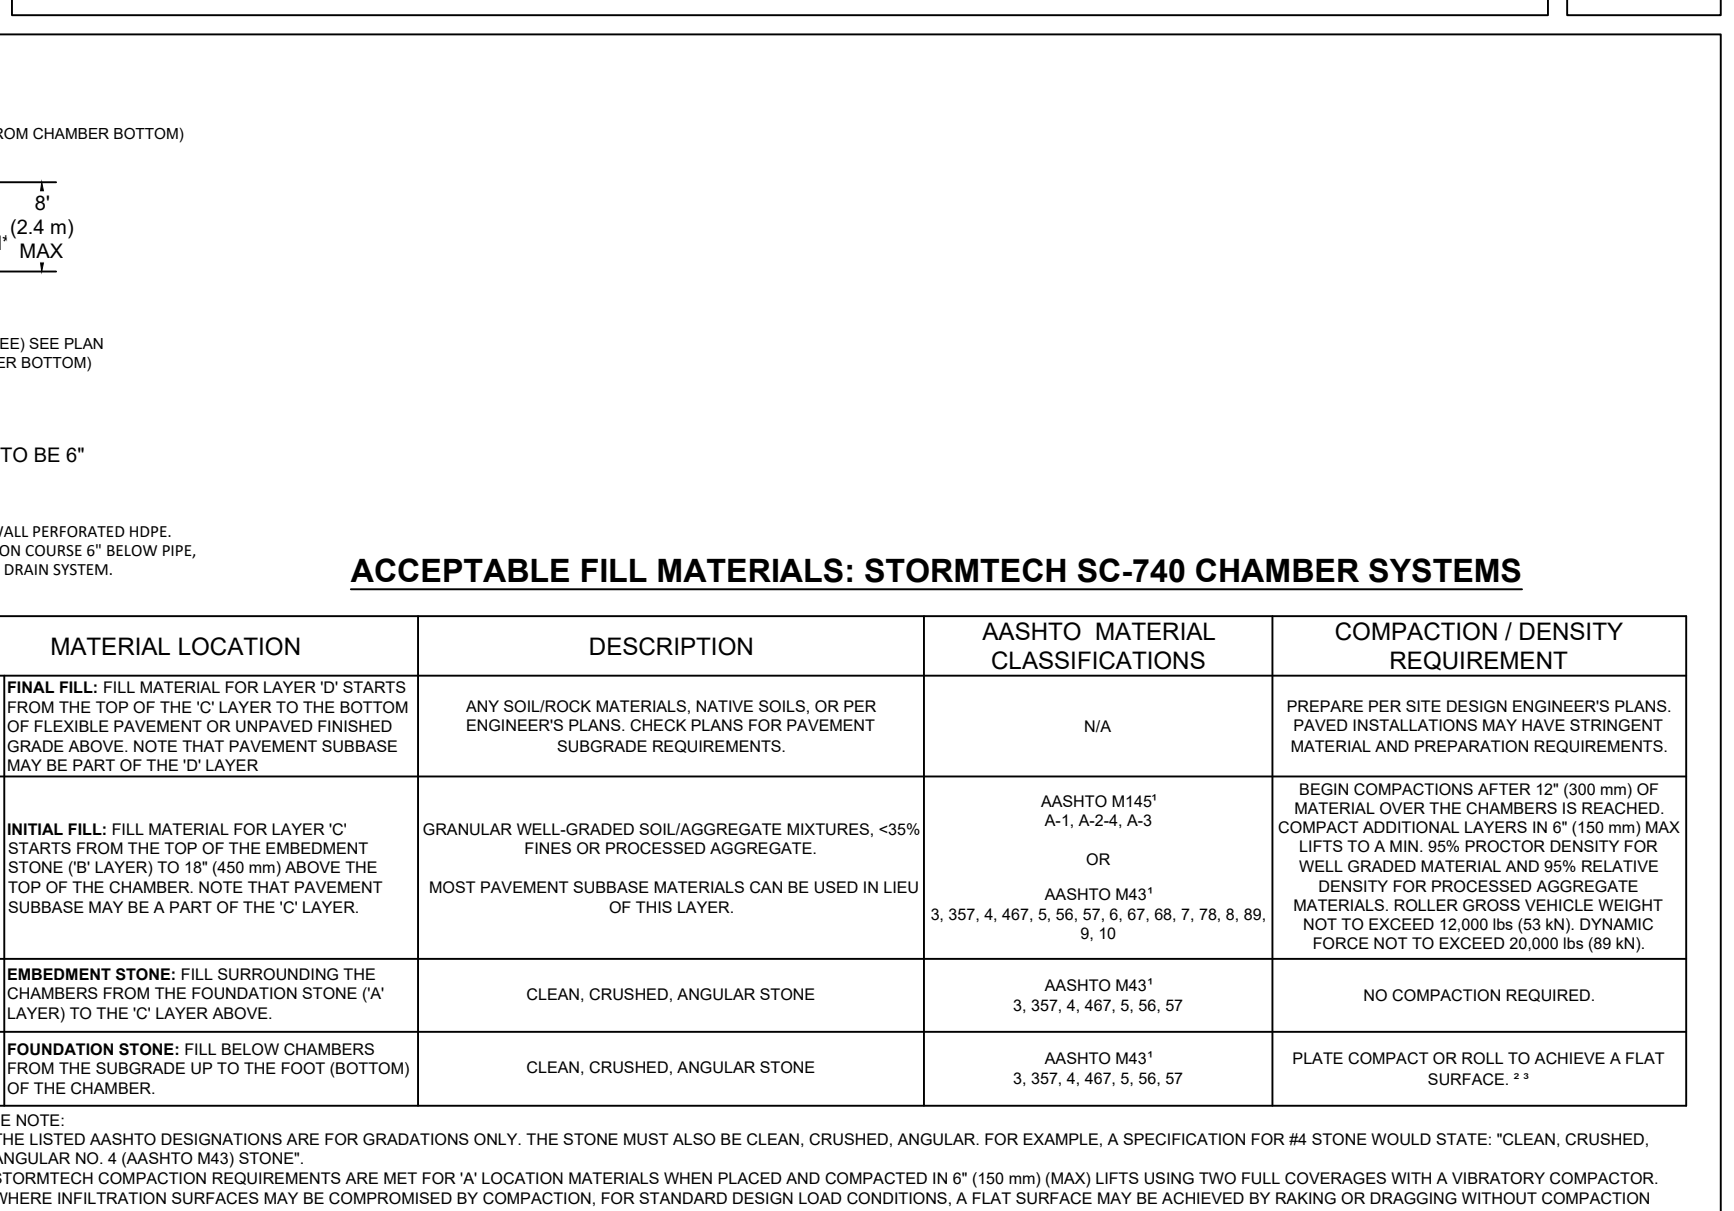 CHAMBER BOTTOM)
8'
(2.4 m)
MAX
SEE PLAN
BOTTOM)
TO BE 6"
PERFORATED HDPE.
COURSE 6" BELOW PIPE,
DRAIN SYSTEM.
ACCEPTABLE FILL MATERIALS: STORMTECH SC-740 CHAMBER SYSTEMS
MATERIAL LOCATION
DESCRIPTION
AASHTO MATERIAL
CLASSIFICATIONS
COMPACTION / DENSITY
REQUIREMENT
FINAL FILL: FILL MATERIAL FOR LAYER 'D' STARTS
FROM THE TOP OF THE 'C' LAYER TO THE BOTTOM
OF FLEXIBLE PAVEMENT OR UNPAVED FINISHED
GRADE ABOVE. NOTE THAT PAVEMENT SUBBASE
MAY BE PART OF THE 'D' LAYER
ANY SOIL/ROCK MATERIALS, NATIVE SOILS, OR PER
ENGINEER'S PLANS. CHECK PLANS FOR PAVEMENT
SUBGRADE REQUIREMENTS.
N/A
PREPARE PER SITE DESIGN ENGINEER'S PLANS.
PAVED INSTALLATIONS MAY HAVE STRINGENT
MATERIAL AND PREPARATION REQUIREMENTS.
INITIAL FILL: FILL MATERIAL FOR LAYER 'C'
STARTS FROM THE TOP OF THE EMBEDMENT
STONE ('B' LAYER) TO 18" (450 mm) ABOVE THE
TOP OF THE CHAMBER. NOTE THAT PAVEMENT
SUBBASE MAY BE A PART OF THE 'C' LAYER.
GRANULAR WELL-GRADED SOIL/AGGREGATE MIXTURES, <35%
FINES OR PROCESSED AGGREGATE.
MOST PAVEMENT SUBBASE MATERIALS CAN BE USED IN LIEU
OF THIS LAYER.
AASHTO M145¹
A-1, A-2-4, A-3
OR
AASHTO M43¹
3, 357, 4, 467, 5, 56, 57, 6, 67, 68, 7, 78, 8, 89,
9, 10
BEGIN COMPACTIONS AFTER 12" (300 mm) OF
MATERIAL OVER THE CHAMBERS IS REACHED.
COMPACT ADDITIONAL LAYERS IN 6" (150 mm) MAX
LIFTS TO A MIN. 95% PROCTOR DENSITY FOR
WELL GRADED MATERIAL AND 95% RELATIVE
DENSITY FOR PROCESSED AGGREGATE
MATERIALS. ROLLER GROSS VEHICLE WEIGHT
NOT TO EXCEED 12,000 lbs (53 kN). DYNAMIC
FORCE NOT TO EXCEED 20,000 lbs (89 kN).
EMBEDMENT STONE: FILL SURROUNDING THE
CHAMBERS FROM THE FOUNDATION STONE ('A'
LAYER) TO THE 'C' LAYER ABOVE.
CLEAN, CRUSHED, ANGULAR STONE
AASHTO M43¹
3, 357, 4, 467, 5, 56, 57
NO COMPACTION REQUIRED.
FOUNDATION STONE: FILL BELOW CHAMBERS
FROM THE SUBGRADE UP TO THE FOOT (BOTTOM)
OF THE CHAMBER.
CLEAN, CRUSHED, ANGULAR STONE
AASHTO M43¹
3, 357, 4, 467, 5, 56, 57
PLATE COMPACT OR ROLL TO ACHIEVE A FLAT
SURFACE. ² ³
NOTE:
THE LISTED AASHTO DESIGNATIONS ARE FOR GRADATIONS ONLY. THE STONE MUST ALSO BE CLEAN, CRUSHED, ANGULAR. FOR EXAMPLE, A SPECIFICATION FOR #4 STONE WOULD STATE: "CLEAN, CRUSHED,
ANGULAR NO. 4 (AASHTO M43) STONE".
STORMTECH COMPACTION REQUIREMENTS ARE MET FOR 'A' LOCATION MATERIALS WHEN PLACED AND COMPACTED IN 6" (150 mm) (MAX) LIFTS USING TWO FULL COVERAGES WITH A VIBRATORY COMPACTOR.
WHERE INFILTRATION SURFACES MAY BE COMPROMISED BY COMPACTION, FOR STANDARD DESIGN LOAD CONDITIONS, A FLAT SURFACE MAY BE ACHIEVED BY RAKING OR DRAGGING WITHOUT COMPACTION